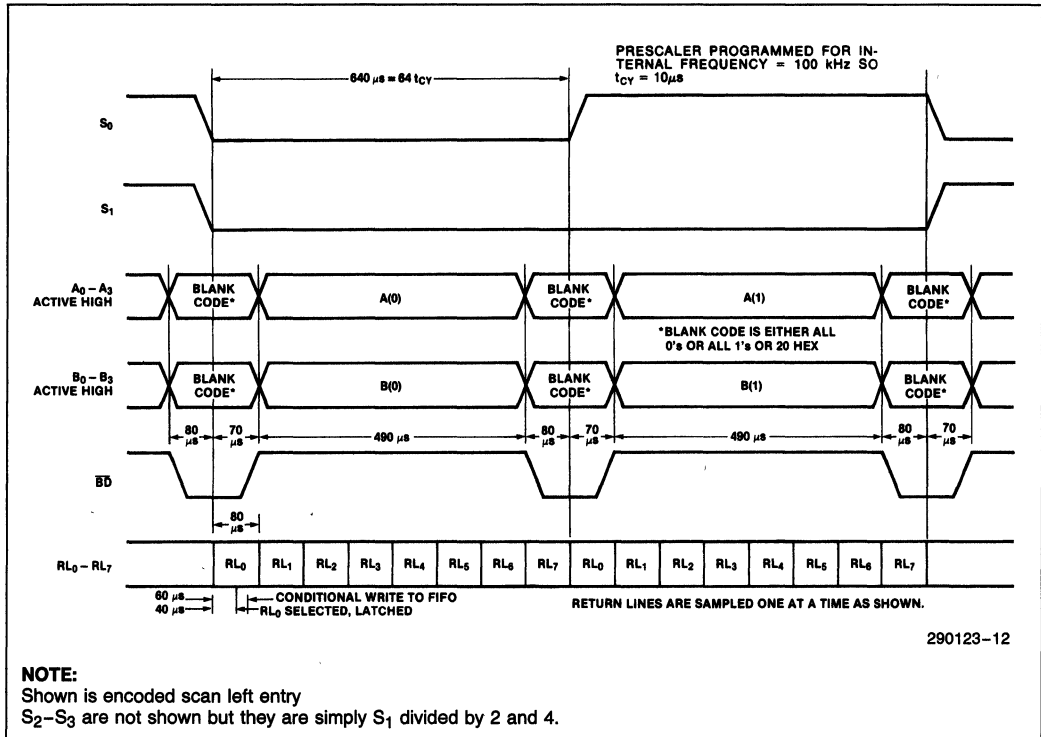 PRESCALER PROGRAMMED FOR IN-
TERNAL FREQUENCY = 100 kHz SO
tCY = 10µs
640 µs = 64 tCY
S0
S1
A0 – A3
ACTIVE HIGH
BLANK
CODE*
A(0)
BLANK
CODE*
A(1)
BLANK
CODE*
*BLANK CODE IS EITHER ALL
0's OR ALL 1's OR 20 HEX
B0 – B3
ACTIVE HIGH
BLANK
CODE*
B(0)
BLANK
CODE*
B(1)
BLANK
CODE*
80 µs
70 µs
490 µs
80 µs
70 µs
490 µs
80 µs
70 µs
BD
80 µs
RL0 – RL7
RL0 RL1 RL2 RL3 RL4 RL5 RL6 RL7 RL0 RL1 RL2 RL3 RL4 RL5 RL6 RL7
60 µs
CONDITIONAL WRITE TO FIFO
40 µs
RL0 SELECTED, LATCHED
RETURN LINES ARE SAMPLED ONE AT A TIME AS SHOWN.
290123–12
NOTE:
Shown is encoded scan left entry
S2–S3 are not shown but they are simply S1 divided by 2 and 4.